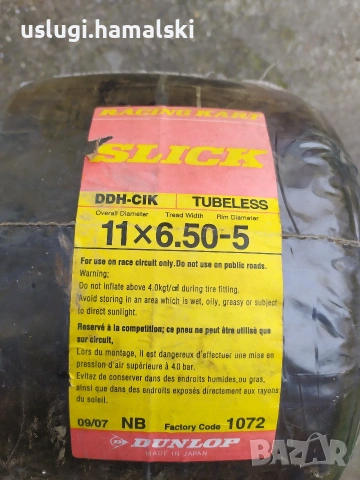 uslugi.hamalski
RACING KART
SLICK
DDH-CIK TUBELESS
Overall Diameter Tread Width Rim Diameter
11×6.50-5
For use on race circuit only.Do not use on public roads.
Warning;
Do not inflate above 4.0kgf/㎠ during tire fitting.
Avoid storing in an area which is wet, oily, greasy or subject
to direct sunlight.
Reservé à la competition; ce pneu ne peut être utilisé que
sur circuit,
Lors du montage, il est dangereux d'effectuer une mise en
pression-d'air supérieure à 4.0 bar.
Evitez de conserver dans des endroits humides,ou gras,
ainsi que dans des endroits exposés directement aux rayons
du soleil.
09/07 NB Factory Code 1072
DUNLOP
MADE IN JAPAN
BAZAR